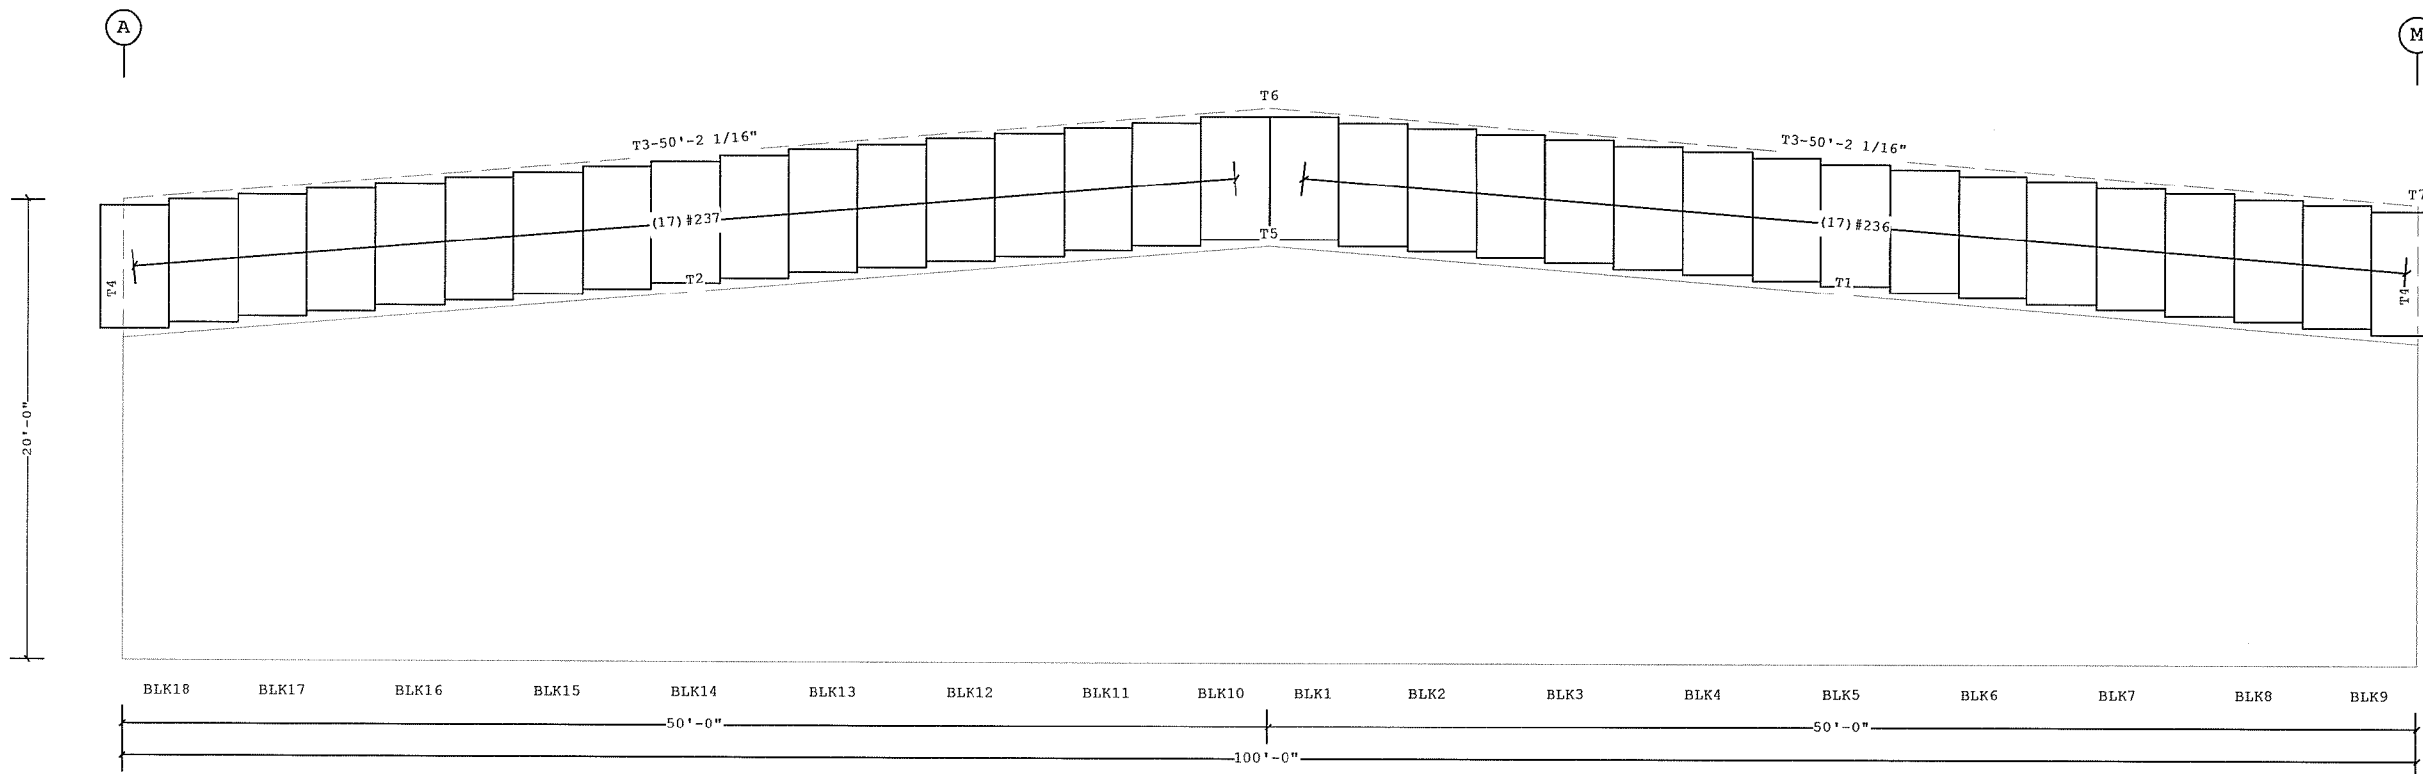 A
M
T6
T3-50'-2 1/16"
T3-50'-2 1/16"
T7
(17)#237
(17)#236
T5
T4
T2
T1
T4
20'-0"
BLK18 BLK17 BLK16 BLK15 BLK14 BLK13 BLK12 BLK11 BLK10 BLK1 BLK2 BLK3 BLK4 BLK5 BLK6 BLK7 BLK8 BLK9
50'-0"
50'-0"
100'-0"